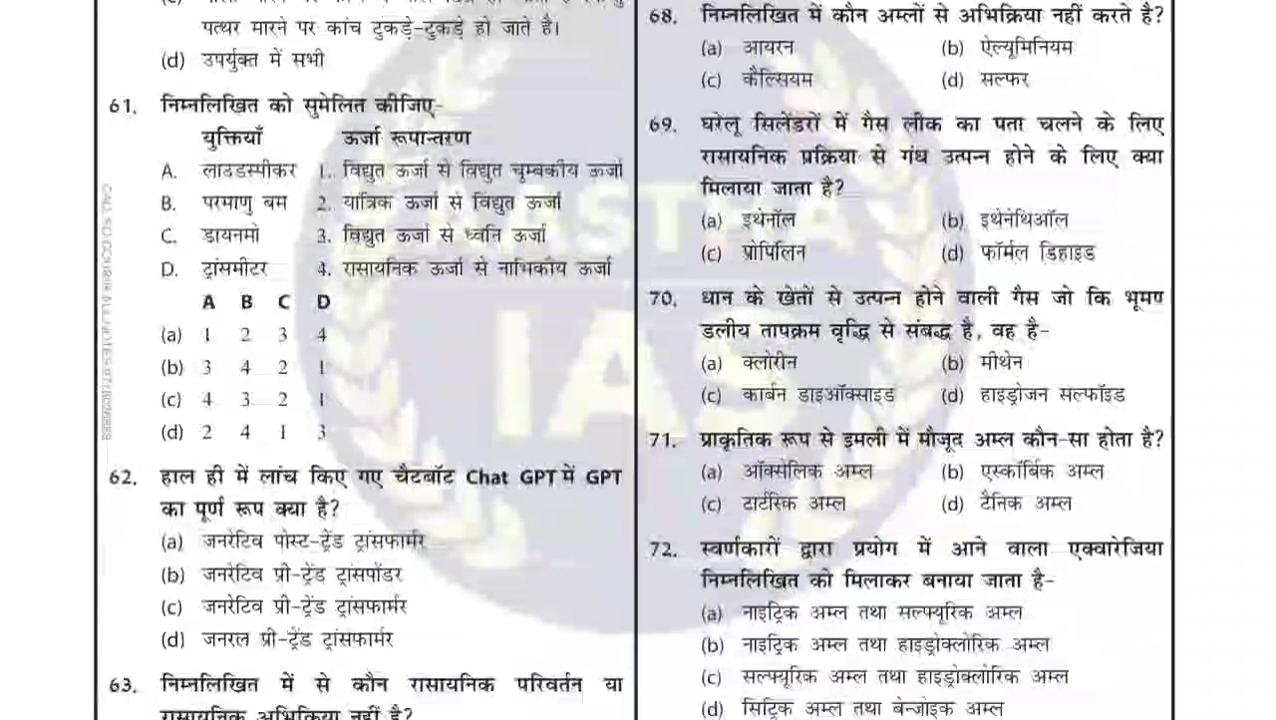 पत्थर मारने पर कांच टुकड़े-टुकड़े हो जाते है।
(d) उपर्युक्त में सभी
61. निम्नलिखित को सुमेलित कीजिए-
युक्तियाँ ऊर्जा रूपान्तरण
A. लाउडस्पीकर 1. विद्युत ऊर्जा से विद्युत चुम्बकीय ऊर्जा
B. परमाणु बम 2. यांत्रिक ऊर्जा से विद्युत ऊर्जा
C. डायनमो 3. विद्युत ऊर्जा से ध्वनि ऊर्जा
D. ट्रांसमीटर 4. रासायनिक ऊर्जा से नाभिकीय ऊर्जा
A B C D
(a) 1 2 3 4
(b) 3 4 2 1
(c) 4 3 2 1
(d) 2 4 1 3
62. हाल ही में लांच किए गए चैटबॉट Chat GPT में GPT
का पूर्ण रूप क्या है?
(a) जनरेटिव पोस्ट-ट्रेंड ट्रांसफार्मर
(b) जनरेटिव प्री-ट्रेंड ट्रांसपोंडर
(c) जनरेटिव प्री-ट्रेंड ट्रांसफार्मर
(d) जनरल प्री-ट्रेंड ट्रांसफार्मर
63. निम्नलिखित में से कौन रासायनिक परिवर्तन या
रासायनिक अभिक्रिया नहीं है?
68. निम्नलिखित में कौन अम्लों से अभिक्रिया नहीं करते है?
(a) आयरन (b) ऐल्यूमिनियम
(c) कैल्सियम (d) सल्फर
69. घरेलू सिलेंडरों में गैस लीक का पता चलने के लिए
रासायनिक प्रक्रिया से गंध उत्पन्न होने के लिए क्या
मिलाया जाता है?
(a) इथेनॉल (b) इथेनेथिऑल
(c) प्रोपिलिन (d) फॉर्मल डिहाइड
70. धान के खेतों से उत्पन्न होने वाली गैस जो कि भूमण
डलीय तापक्रम वृद्धि से संबद्ध है, वह है-
(a) क्लोरीन (b) मीथेन
(c) कार्बन डाइऑक्साइड (d) हाइड्रोजन सल्फॉइड
71. प्राकृतिक रूप से इमली में मौजूद अम्ल कौन-सा होता है?
(a) ऑक्सेलिक अम्ल (b) एस्कॉर्बिक अम्ल
(c) टार्टरिक अम्ल (d) टैनिक अम्ल
72. स्वर्णकारों द्वारा प्रयोग में आने वाला एक्वारेजिया
निम्नलिखित को मिलाकर बनाया जाता है-
(a) नाइट्रिक अम्ल तथा सल्फ्यूरिक अम्ल
(b) नाइट्रिक अम्ल तथा हाइड्रोक्लोरिक अम्ल
(c) सल्फ्यूरिक अम्ल तथा हाइड्रोक्लोरिक अम्ल
(d) सिट्रिक अम्ल तथा बेन्जोइक अम्ल
IAS